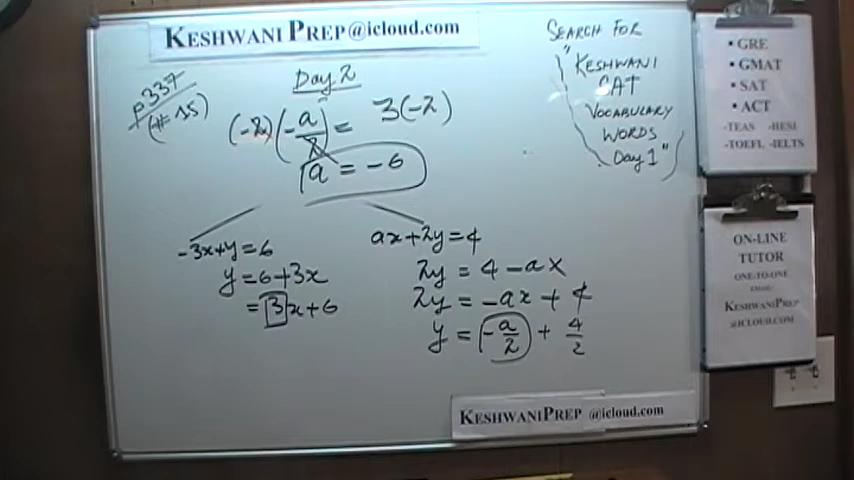 KESHWANI PREP@icloud.com
Day 2
p337
(# 15)
(-2)(-a/2) = 3(-2)
a = -6
-3x+y=6
y = 6+3x
= 3x+6
ax+2y=4
2y = 4-ax
2y = -ax + 4
y = -a/2 + 4/2
SEARCH FOR
"KESHWANI
SAT
VOCABULARY
WORDS
Day 1"
• GRE
• GMAT
• SAT
• ACT
-TEAS -HESI
-TOEFL -IELTS
ON-LINE
TUTOR
ONE-TO-ONE
EMAIL:
KESHWANIPREP
@ICLOUD.COM
KESHWANIPREP @icloud.com